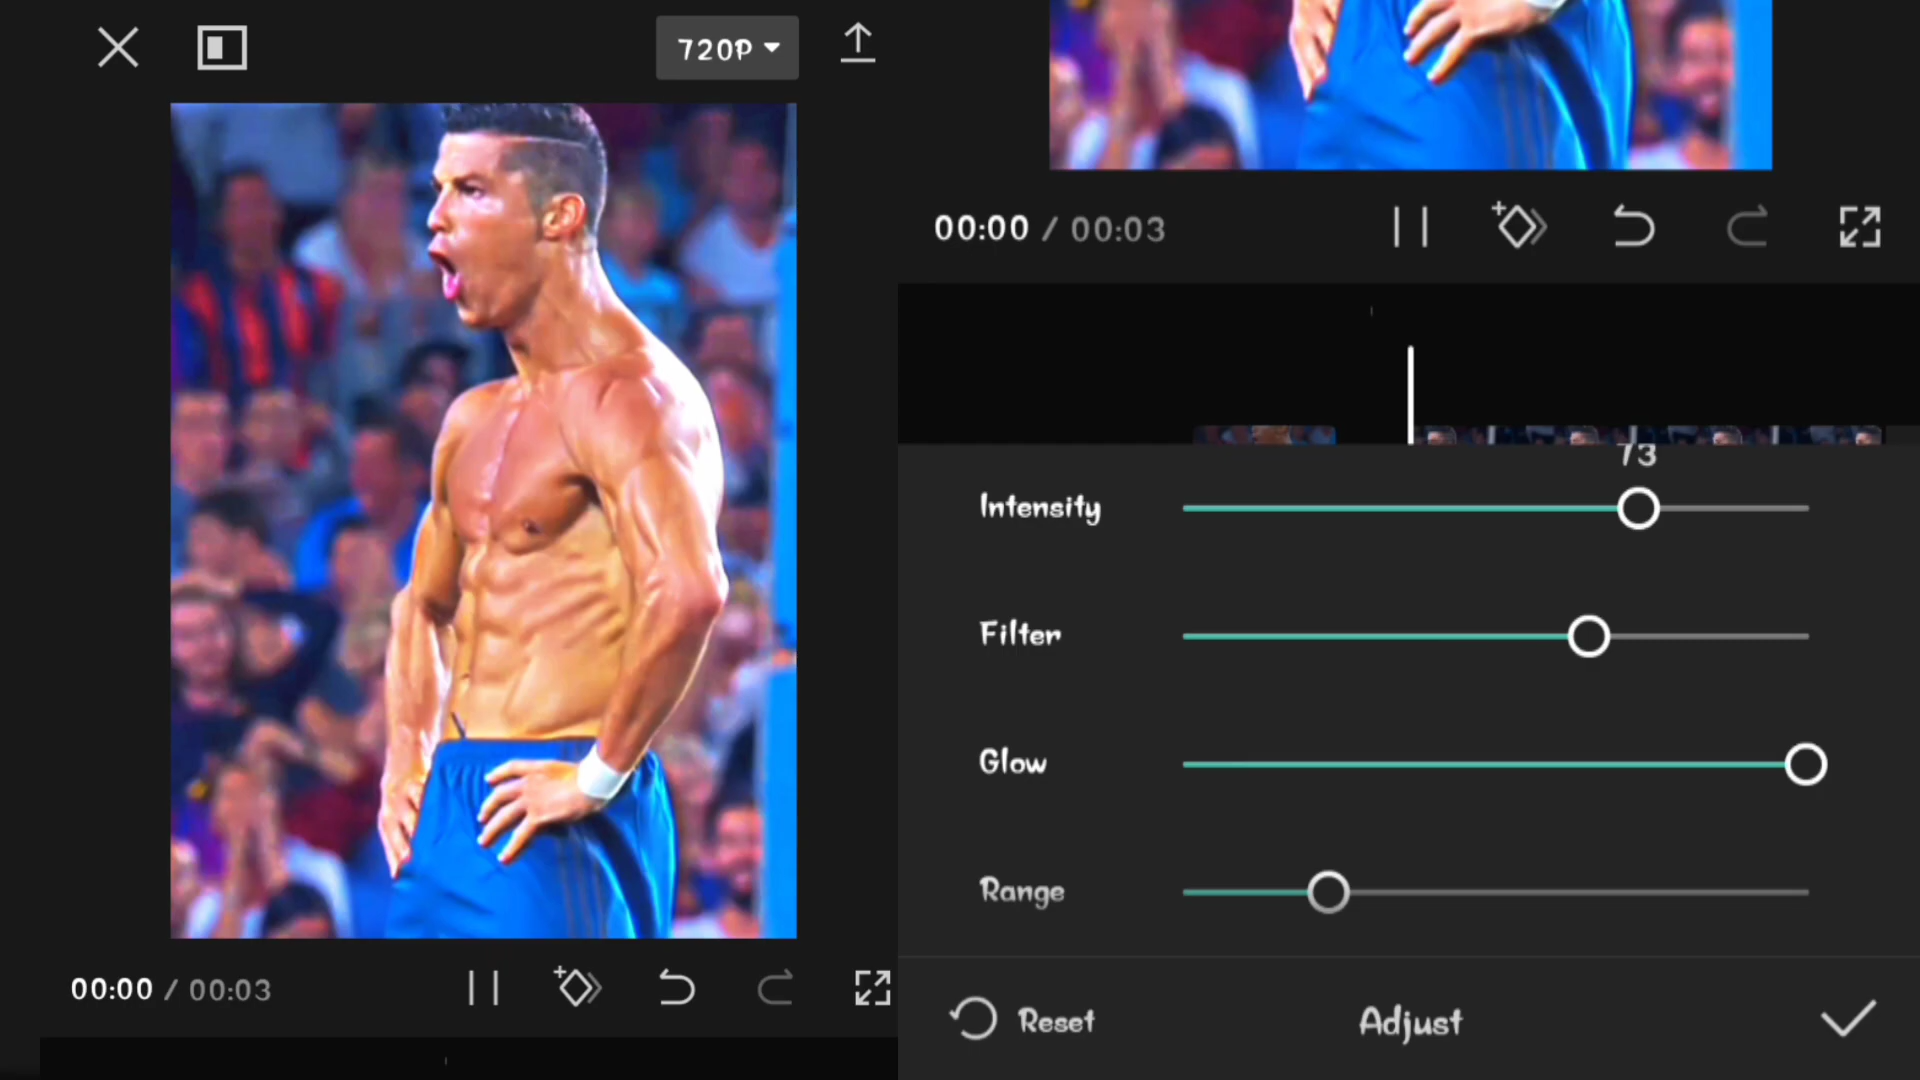 720P
00:00 / 00:03
00:00 / 00:03
73
Intensity
Filter
Glow
Range
Reset
Adjust